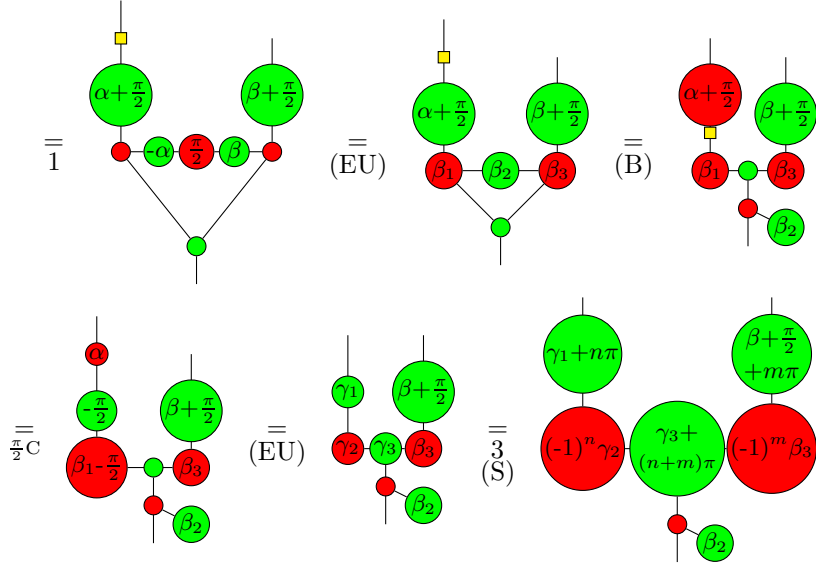 α+π/2 β+π/2
= 1 -α π/2 β
α+π/2 β+π/2
= (EU) β₁ β₂ β₃
α+π/2 β+π/2
= (B) β₁ β₃
β₂
α
-π/2 β+π/2
= π/2 C β₁-π/2 β₃
β₂
γ₁ β+π/2
= (EU) γ₂ γ₃ β₃
β₂
γ₁+nπ β+π/2
+mπ
= 3 (S) (-1)ⁿγ₂ γ₃+ (-1)ᵐβ₃
(n+m)π
β₂